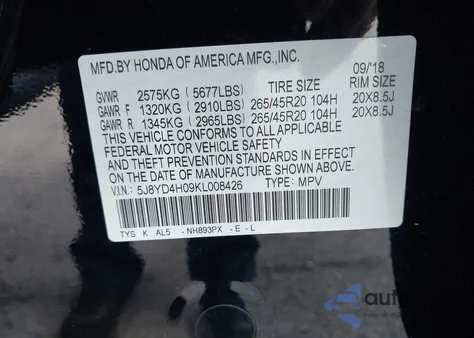 MFD.BY HONDA OF AMERICA MFG.,INC.
09/18
GVWR 2575KG (5677LBS) TIRE SIZE RIM SIZE
GAWR F 1320KG (2910LBS) 265/45R20 104H 20X8.5J
GAWR R 1345KG (2965LBS) 265/45R20 104H 20X8.5J
THIS VEHICLE CONFORMS TO ALL APPLICABLE
FEDERAL MOTOR VEHICLE SAFETY
AND THEFT PREVENTION STANDARDS IN EFFECT
ON THE DATE OF MANUFACTURE SHOWN ABOVE.
V.I.N.: 5J8YD4H09KL008426 TYPE: MPV
TYS K AL5 -NH893PX -E-L